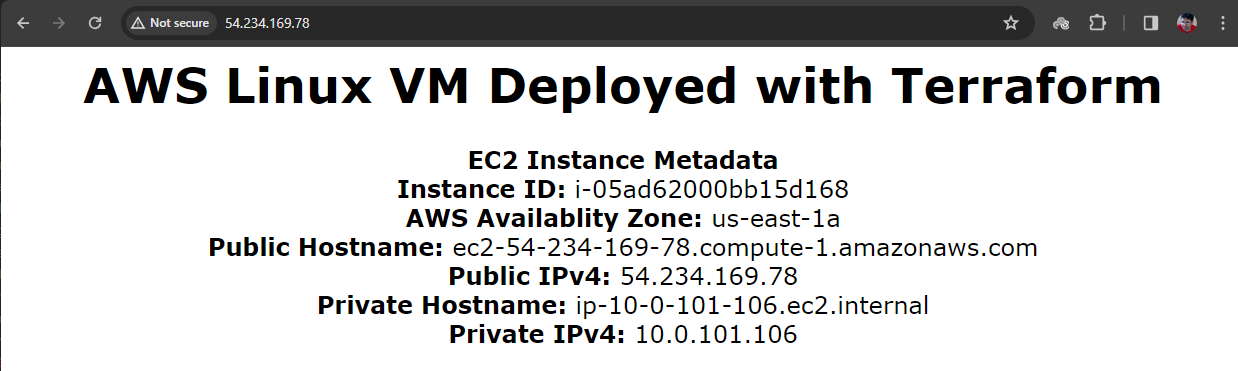 Not secure 54.234.169.78
AWS Linux VM Deployed with Terraform
EC2 Instance Metadata
Instance ID: i-05ad62000bb15d168
AWS Availablity Zone: us-east-1a
Public Hostname: ec2-54-234-169-78.compute-1.amazonaws.com
Public IPv4: 54.234.169.78
Private Hostname: ip-10-0-101-106.ec2.internal
Private IPv4: 10.0.101.106